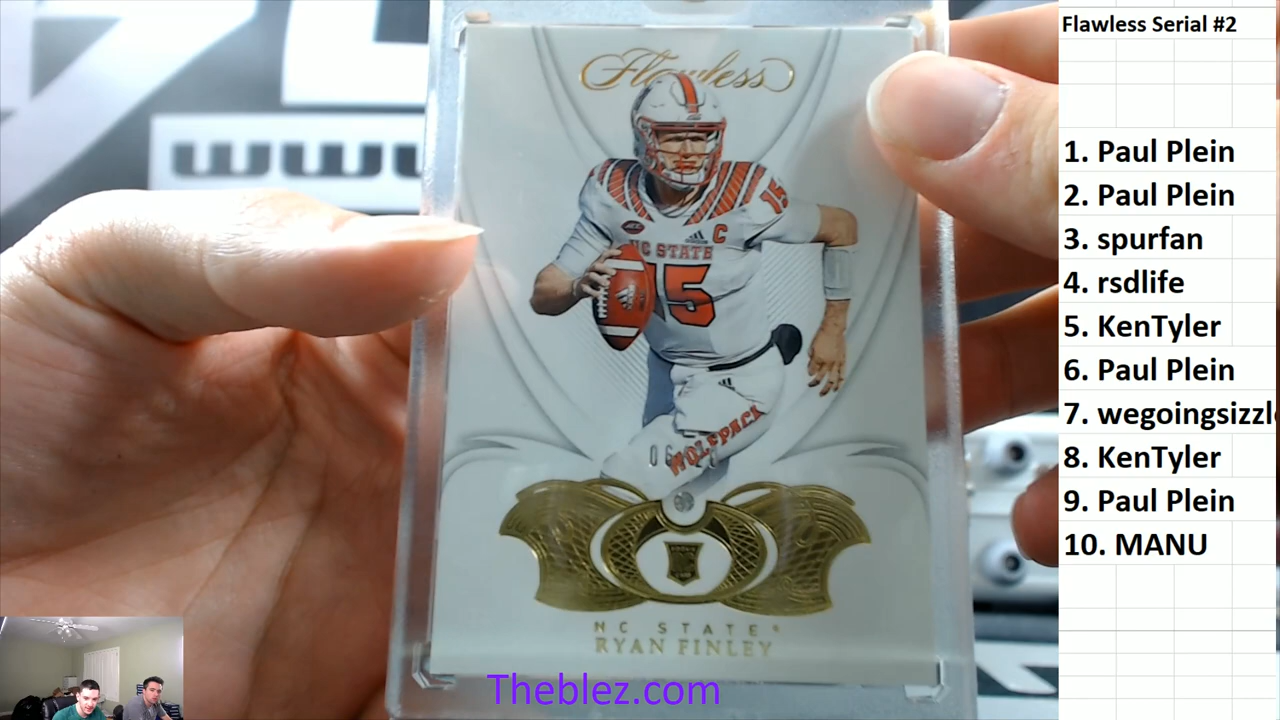 Flawless Serial #2
1. Paul Plein
2. Paul Plein
3. spurfan
4. rsdlife
5. KenTyler
6. Paul Plein
7. wegoingsizzl
8. KenTyler
9. Paul Plein
10. MANU
Flawless
15
C
NC STATE
15
WOLFPACK
NC STATE
RYAN FINLEY
Theblez.com